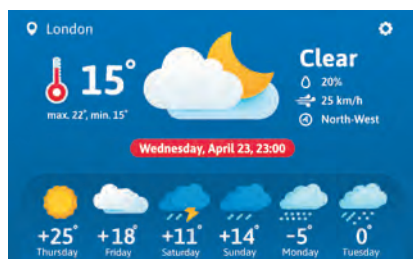 London
15°
max. 22°, min. 15°
Clear
20%
25 km/h
North-West
Wednesday, April 23, 23:00
+25° +18° +11° +14° -5° 0°
Thursday Friday Saturday Sunday Monday Tuesday